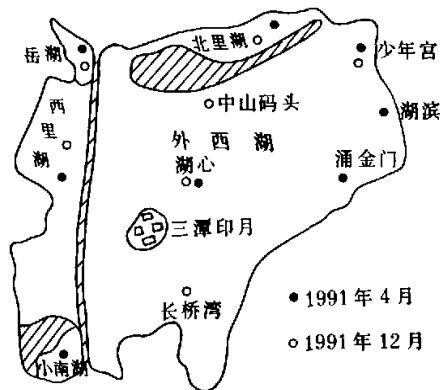 岳湖
北里湖
少年宫
中山码头
湖滨
西里湖
外西湖
湖心
涌金门
三潭印月
1991年4月
长桥湾
1991年12月
小南湖